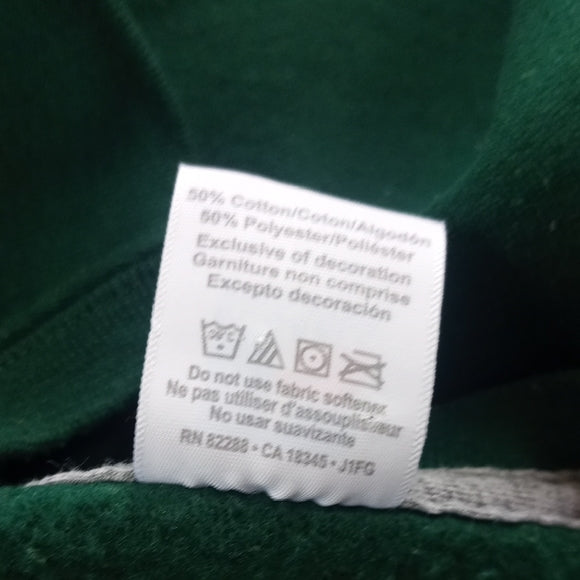 50% Cotton/Coton/Algodón
50% Polyester/Poliéster
Exclusive of decoration
Garniture non comprise
Excepto decoración
Do not use fabric softener
Ne pas utiliser d'assouplisseur
No usar suavizante
RN 82288 • CA 18345 • J1FG